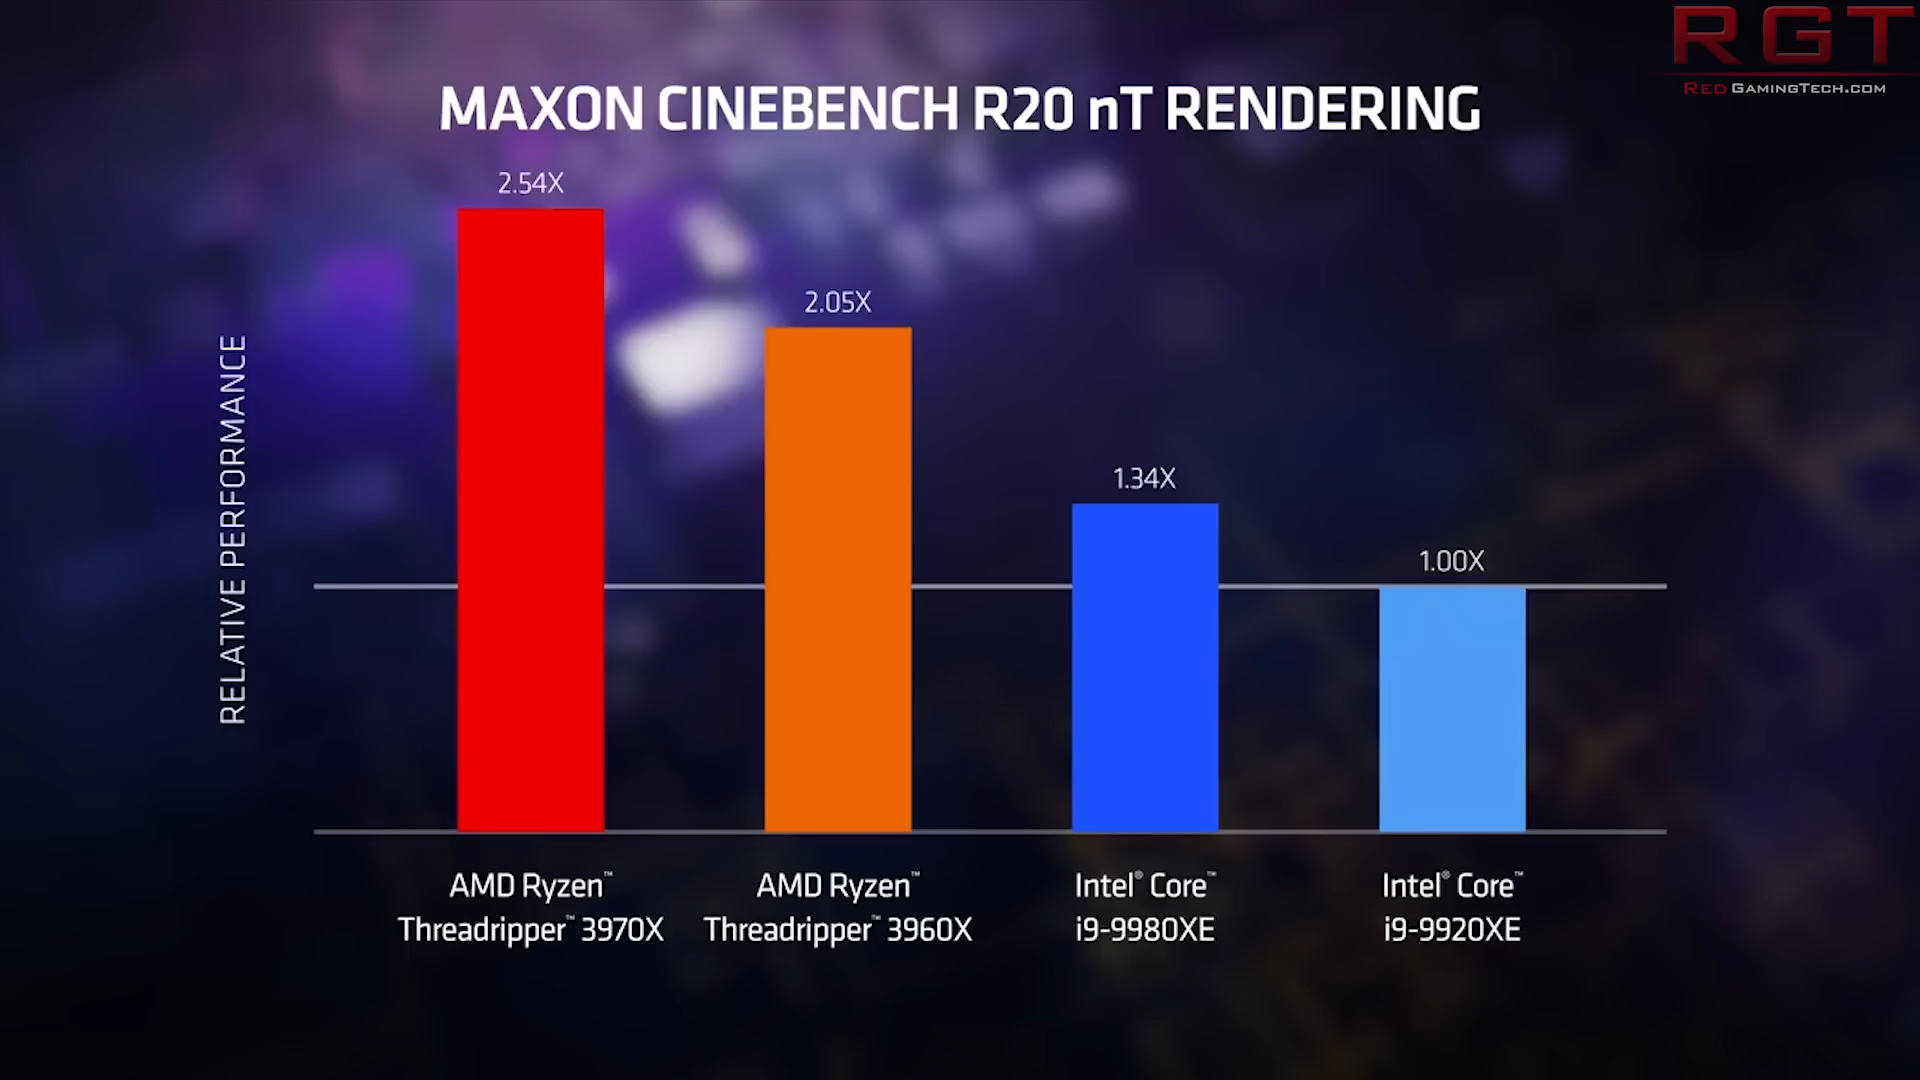 RGT
RED GAMINGTECH.COM
MAXON CINEBENCH R20 nT RENDERING
2.54X
2.05X
1.34X
1.00X
RELATIVE PERFORMANCE
AMD Ryzen™
Threadripper™ 3970X
AMD Ryzen™
Threadripper™ 3960X
Intel® Core™
i9-9980XE
Intel® Core™
i9-9920XE